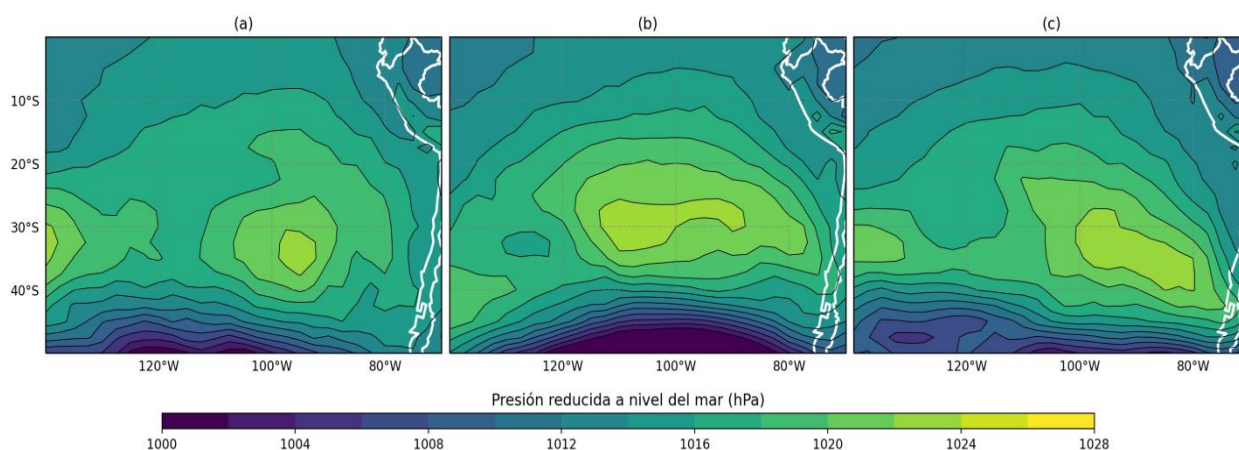 (a) (b) (c)
10°S
20°S
30°S
40°S
120°W 100°W 80°W 120°W 100°W 80°W 120°W 100°W 80°W
Presión reducida a nivel del mar (hPa)
1000 1004 1008 1012 1016 1020 1024 1028